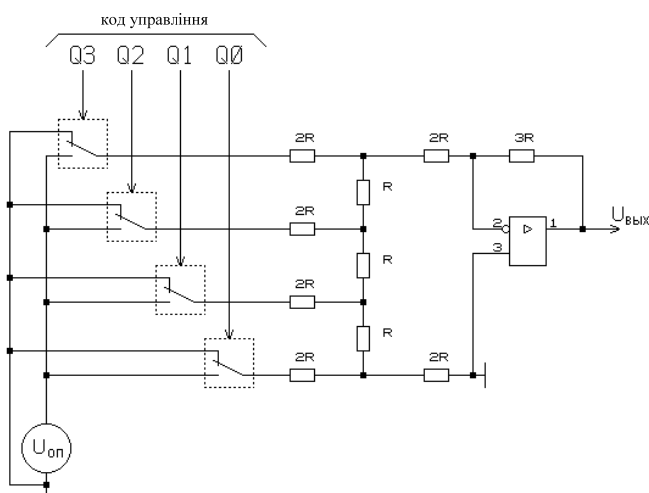 код управління
Q3 Q2 Q1 Q0
2R 2R 3R
R
2R
Uвых
2 1
3
R
2R
R
2R 2R
Uоп